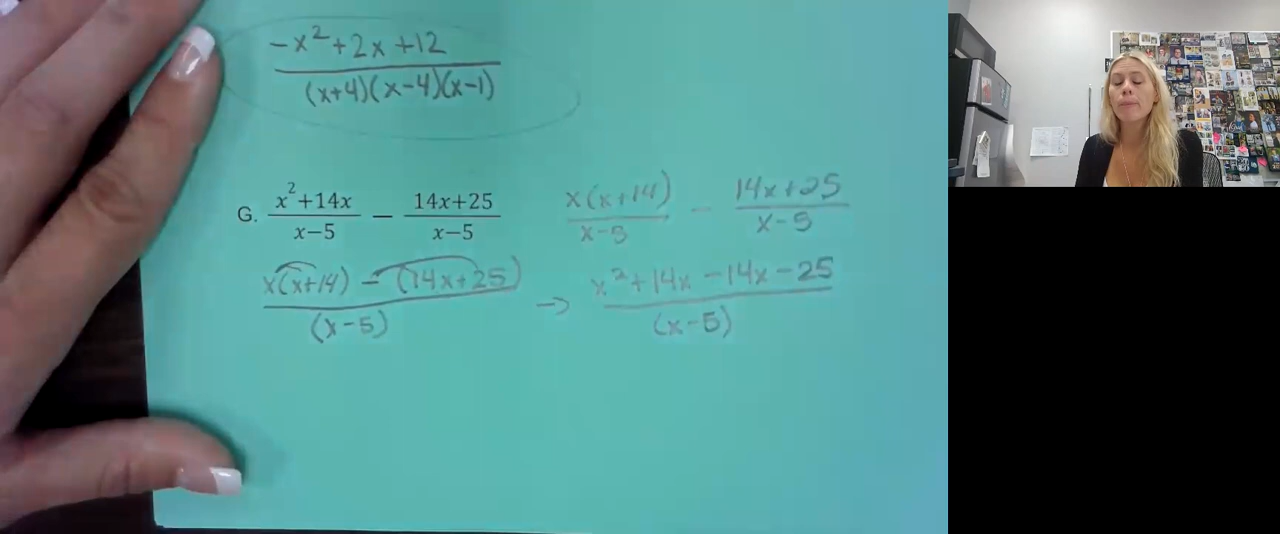 -x²+2x+12
(x+4)(x-4)(x-1)
G. x²+14x / x-5 − 14x+25 / x-5
x(x+14) / x-5 - 14x+25 / x-5
x(x+14) - (14x+25) / (x-5) → x²+14x-14x-25 / (x-5)